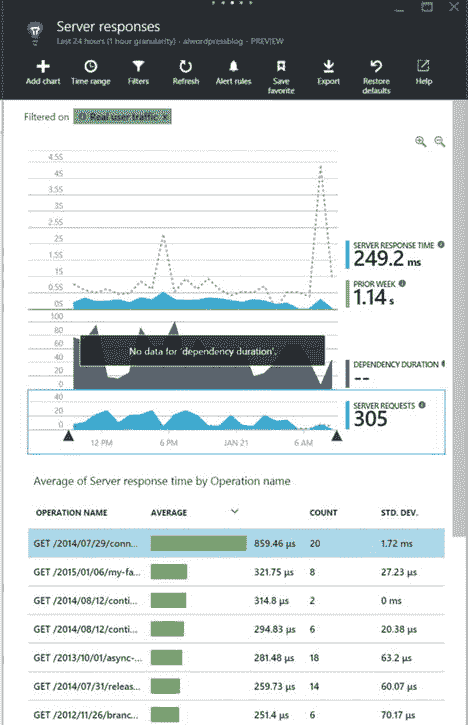 Server responses
Last 24 hours (1 hour granularity) - alwordpressblog - PREVIEW
Add chart Time range Filters Refresh Alert rules Save favorite Export Restore defaults Help
Filtered on Real user traffic x
4.5S
4S
3.5S
2.5S
2S
1.5S
1S
0.5S
0S
SERVER RESPONSE TIME
249.2 ms
PRIOR WEEK
1.14 s
100
80
60
40
20
0
No data for 'dependency duration'.
DEPENDENCY DURATION
--
40
20
0
SERVER REQUESTS
305
12 PM 6 PM JAN 21 6 AM
Average of Server response time by Operation name
OPERATION NAME AVERAGE COUNT STD. DEV.
GET /2014/07/29/conn... 859.46 µs 20 1.72 ms
GET /2015/01/06/my-fa... 321.75 µs 8 27.23 µs
GET /2014/08/12/conti... 314.8 µs 2 0 ms
GET /2014/08/12/conti... 294.83 µs 6 20.38 µs
GET /2013/10/01/async-... 281.48 µs 18 63.2 µs
GET /2014/07/31/releas... 259.73 µs 14 60.07 µs
GET /2012/11/26/branc... 251.4 µs 6 70.17 µs